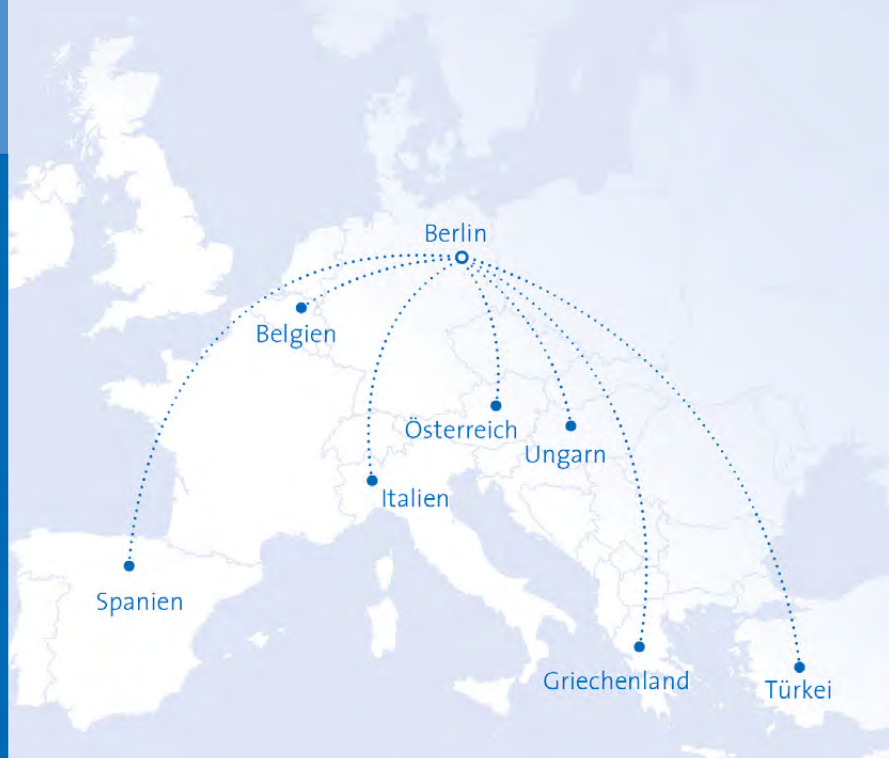 Berlin
Belgien
Österreich
Ungarn
Italien
Spanien
Griechenland
Türkei